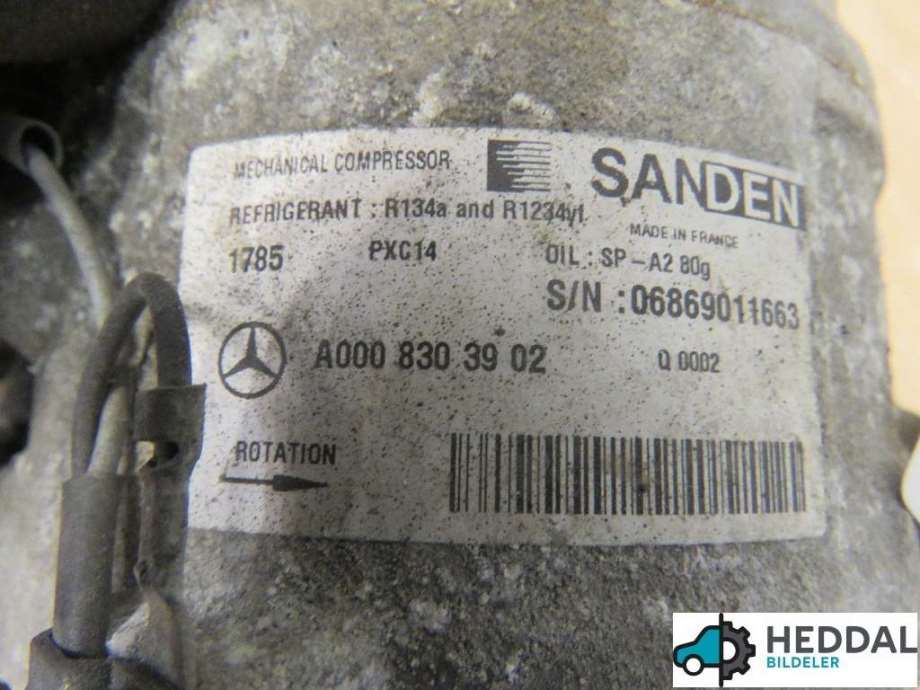 MECHANICAL COMPRESSOR
SANDEN
REFRIGERANT : R134a and R1234yf
MADE IN FRANCE
1785 PXC14 OIL : SP-A2 80g
S/N : 06869011663
A000 830 39 02 Q 0002
ROTATION
HEDDAL
BILDELER